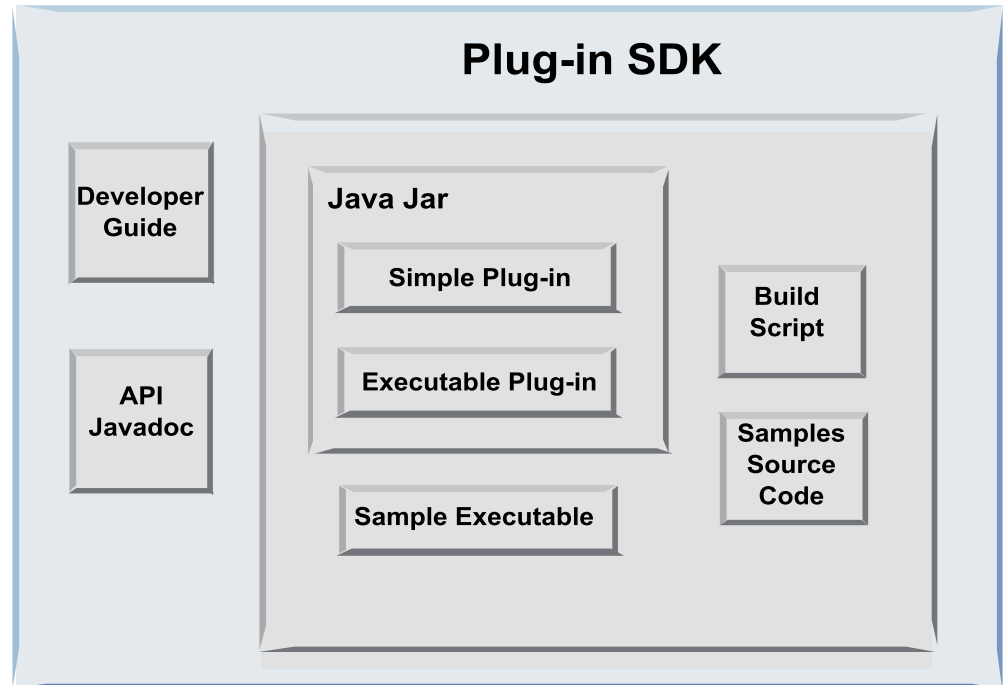 Plug-in SDK
Developer
Guide
API
Javadoc
Java Jar
Simple Plug-in
Executable Plug-in
Sample Executable
Build
Script
Samples
Source
Code